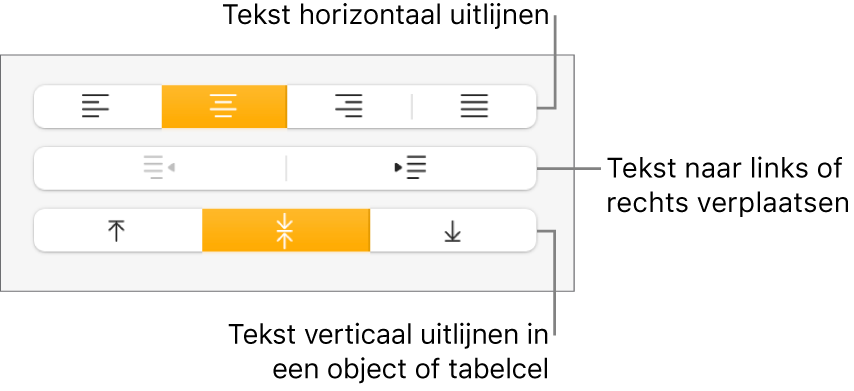 Tekst horizontaal uitlijnen
Tekst naar links of
rechts verplaatsen
Tekst verticaal uitlijnen in
een object of tabelcel